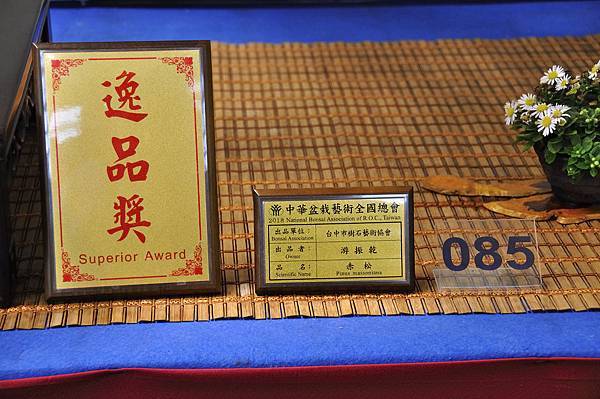 逸品獎
Superior Award
中華盆栽藝術全國總會
2018 National Bonsai Association of R.O.C., Taiwan
出品單位: 台中市樹石藝術協會
Bonsai Association
出品者: 游振乾
Owner
品名: 赤松
Scientific Name Pinus massoniana
085